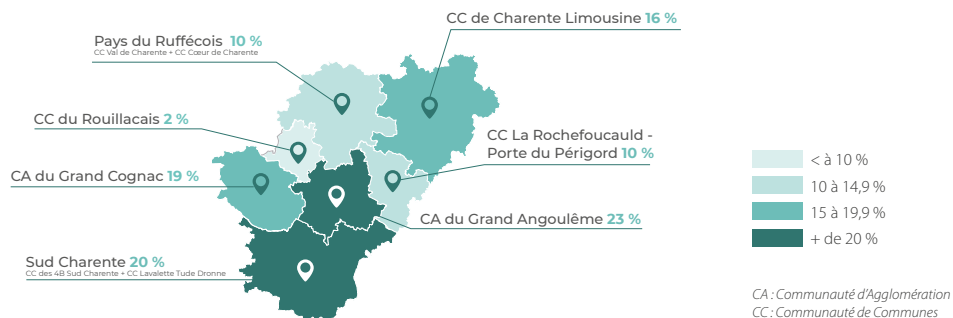 CC de Charente Limousine 16 %
Pays du Ruffécois 10 %
CC Val de Charente + CC Cœur de Charente
CC du Rouillacais 2 %
CC La Rochefoucauld -
Porte du Périgord 10 %
CA du Grand Cognac 19 %
CA du Grand Angoulême 23 %
Sud Charente 20 %
CC des 4B Sud Charente + CC Lavalette Tude Dronne
< à 10 %
10 à 14,9 %
15 à 19,9 %
+ de 20 %
CA : Communauté d'Agglomération
CC : Communauté de Communes